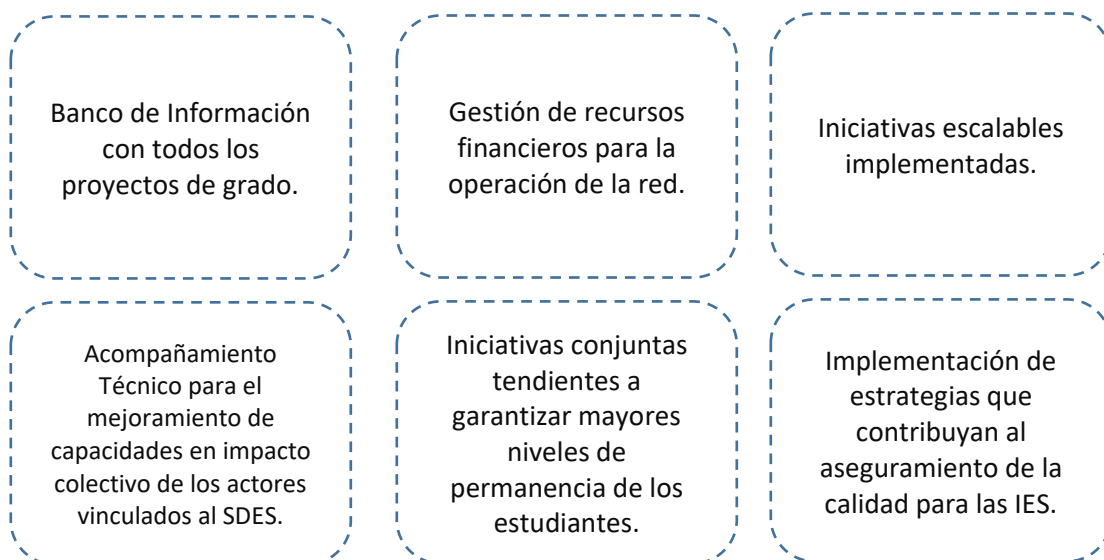 Banco de Información
con todos los
proyectos de grado.
Gestión de recursos
financieros para la
operación de la red.
Iniciativas escalables
implementadas.
Acompañamiento
Técnico para el
mejoramiento de
capacidades en impacto
colectivo de los actores
vinculados al SDES.
Iniciativas conjuntas
tendientes a
garantizar mayores
niveles de
permanencia de los
estudiantes.
Implementación de
estrategias que
contribuyan al
aseguramiento de la
calidad para las IES.